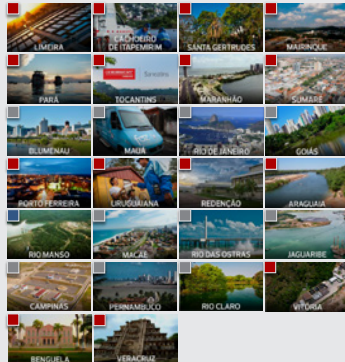 LIMEIRA
CACHOEIRO
DE ITAPEMIRIM
SANTA GERTRUDES
MAIRINQUE
PARÁ
TOCANTINS
MARANHÃO
SUMARÉ
BLUMENAU
MAUÁ
RIO DE JANEIRO
GOIÁS
PORTO FERREIRA
URUGUAIANA
REDENÇÃO
ARAGUAIA
RIO MANSO
MACAÉ
RIO DAS OSTRAS
JAGUARIBE
CAMPINAS
PERNAMBUCO
RIO CLARO
VITÓRIA
BENGUELA
VERACRUZ